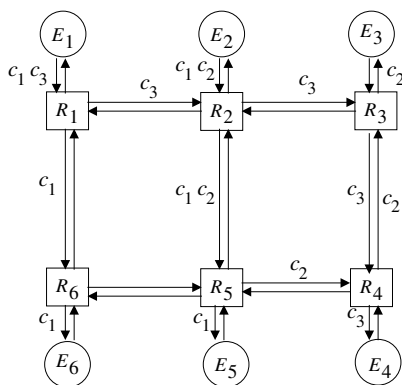 E1 E2 E3
c1 c3 c1 c2 c2
c3 c3
R1 R2 R3
c1 c1 c2 c3 c2
c2
R6 R5 R4
c1 c1 c3
E6 E5 E4